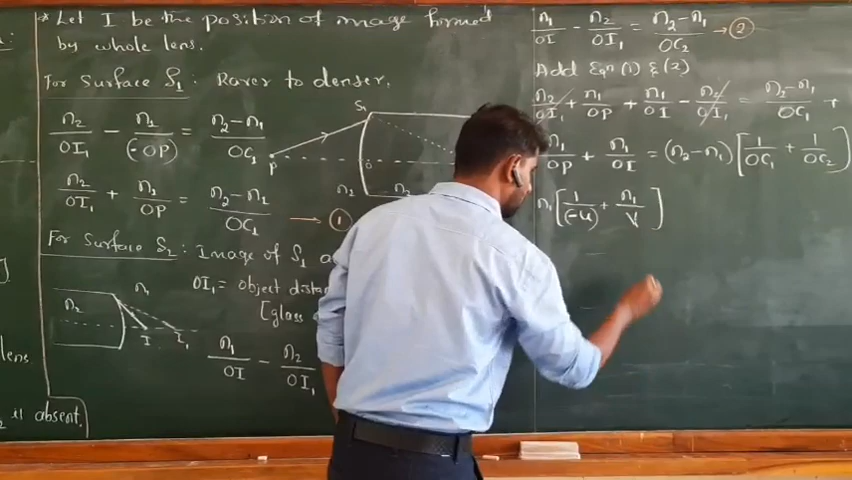 * Let I be the position of image formed
by whole lens.
For Surface S₁: Rarer to denser.
n₂/OI₁ - n₁/(-OP) = n₂-n₁/OC₁
n₂/OI₁ + n₁/OP = n₂-n₁/OC₁ → ①
S₁
P
O
n₂
n₂
For Surface S₂: Image of S₁ a
OI₁ = object dista
[glass
n₂
n₁
I
I₁
n₁/OI - n₂/OI₁
lens.
is absent.
n₁/OI - n₂/OI₁ = n₂-n₁/OC₂ → ②
Add Eqn (1) & (2)
n₂/OI₁ + n₁/OP + n₁/OI - n₂/OI₁ = n₂-n₁/OC₁ +
n₁/OP + n₁/OI = (n₂-n₁) [1/OC₁ + 1/OC₂]
n₁ [1/(-u) + n₁/v]